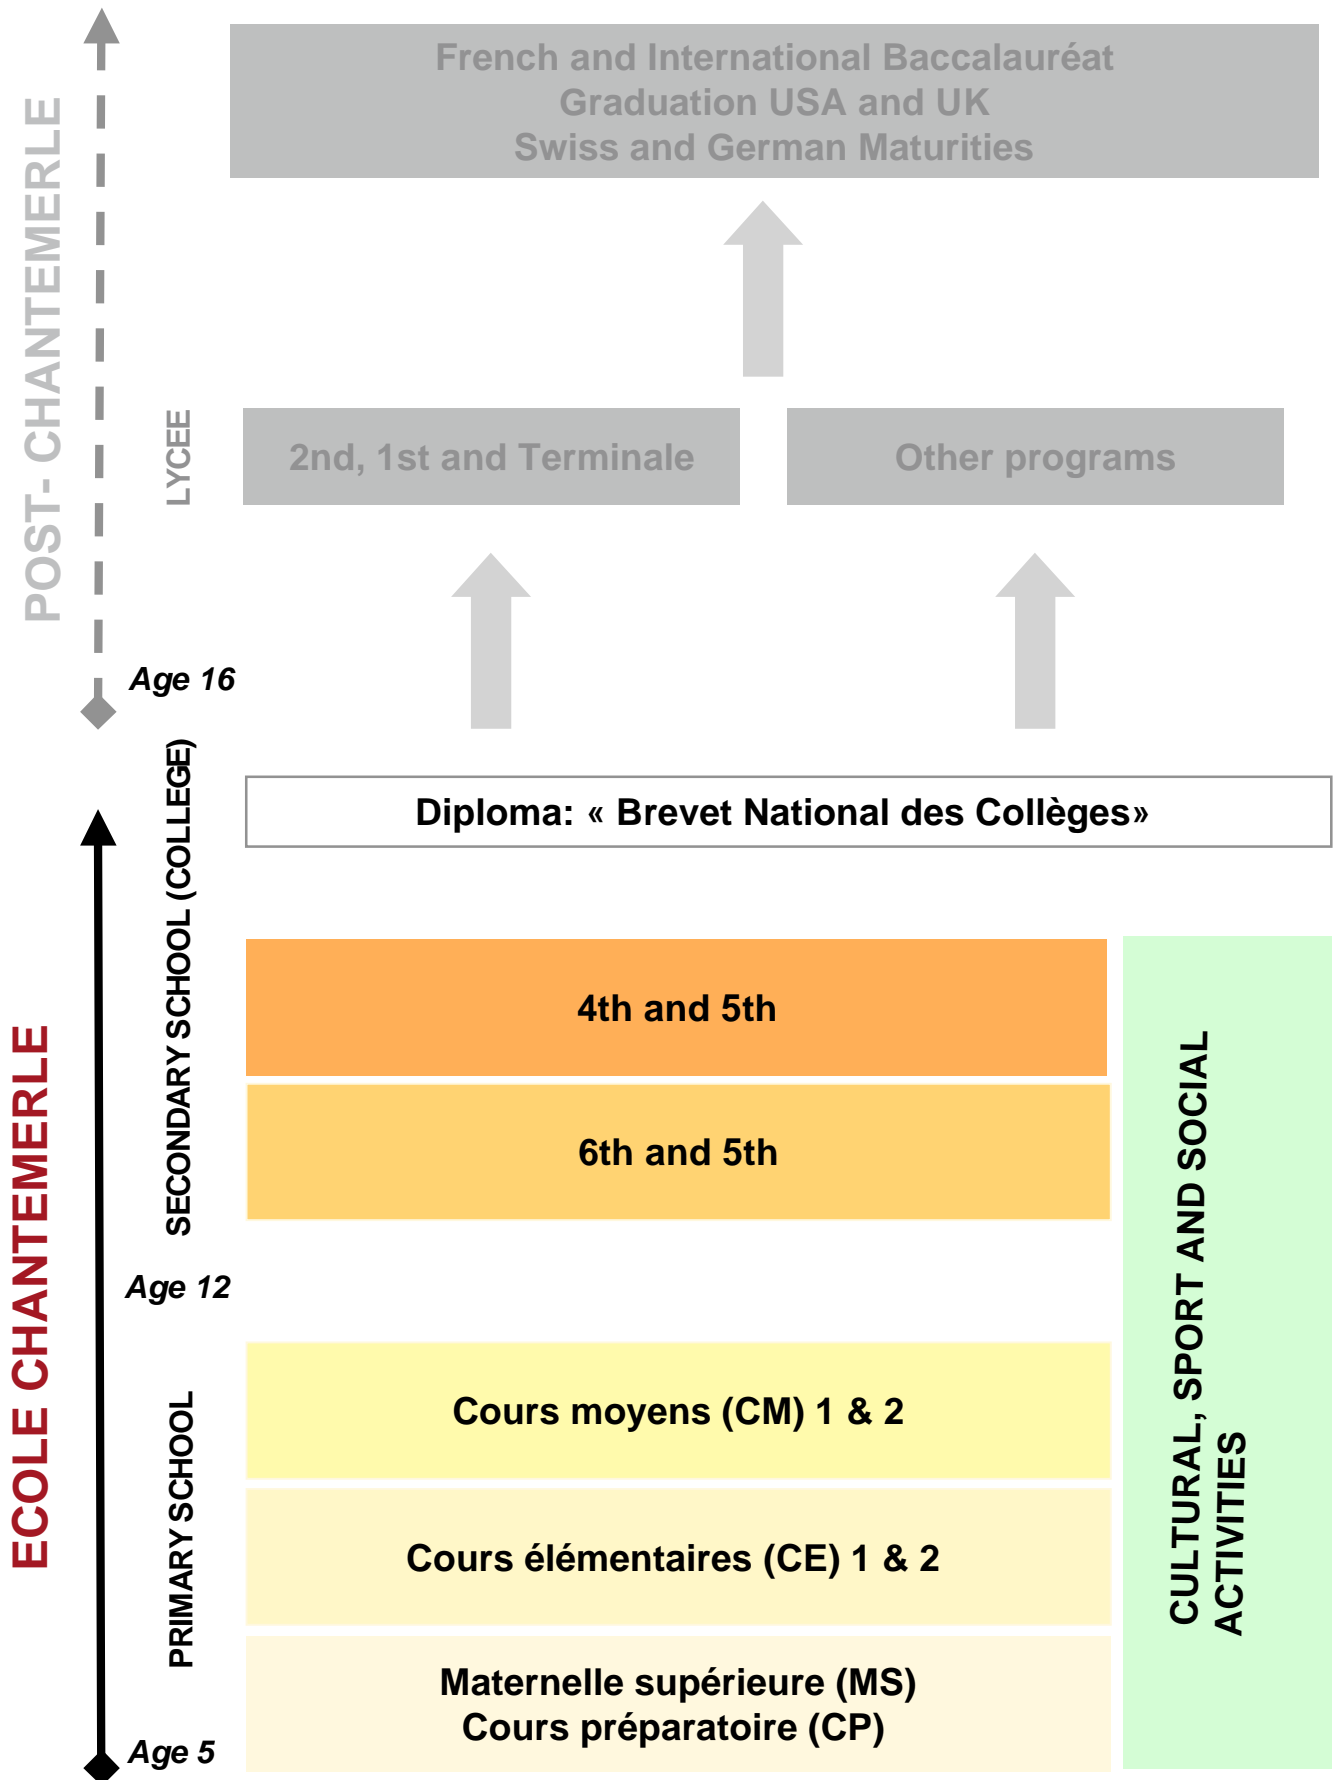 French and International Baccalauréat
Graduation USA and UK
Swiss and German Maturities
POST- CHANTEMERLE
LYCEE
2nd, 1st and Terminale
Other programs
Age 16
SECONDARY SCHOOL (COLLEGE)
Diploma: « Brevet National des Collèges»
4th and 5th
6th and 5th
ECOLE CHANTEMERLE
Age 12
CULTURAL, SPORT AND SOCIAL
ACTIVITIES
PRIMARY SCHOOL
Cours moyens (CM) 1 & 2
Cours élémentaires (CE) 1 & 2
Maternelle supérieure (MS)
Cours préparatoire (CP)
Age 5